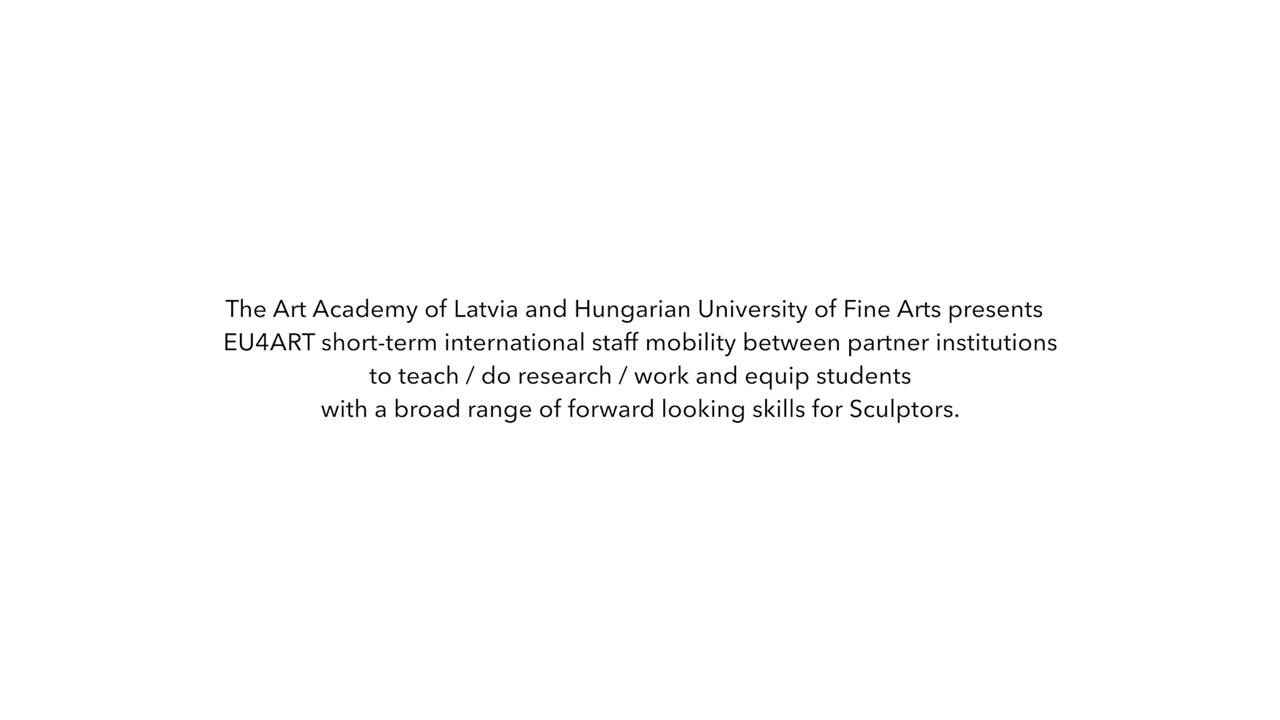 The Art Academy of Latvia and Hungarian University of Fine Arts presents
EU4ART short-term international staff mobility between partner institutions
to teach / do research / work and equip students
with a broad range of forward looking skills for Sculptors.